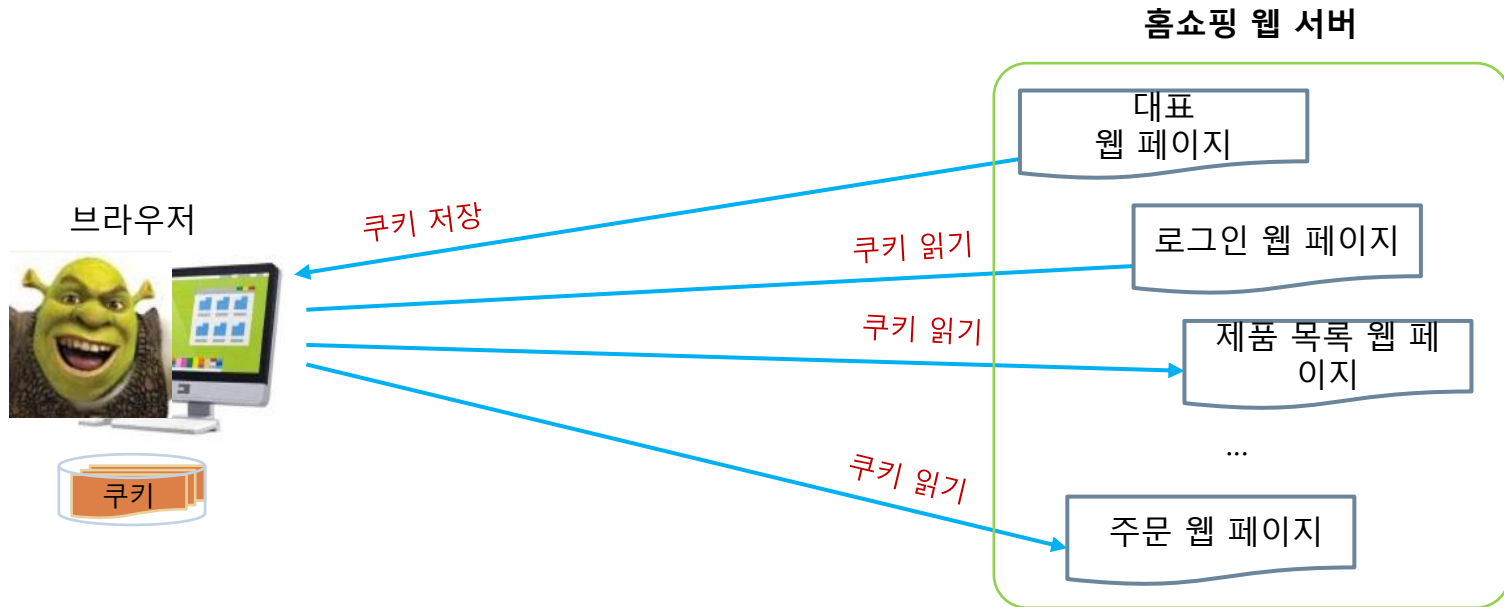 홈쇼핑 웹 서버
대표
웹 페이지
브라우저
쿠키 저장
쿠키 읽기
로그인 웹 페이지
쿠키 읽기
제품 목록 웹 페
이지
...
쿠키
쿠키 읽기
주문 웹 페이지